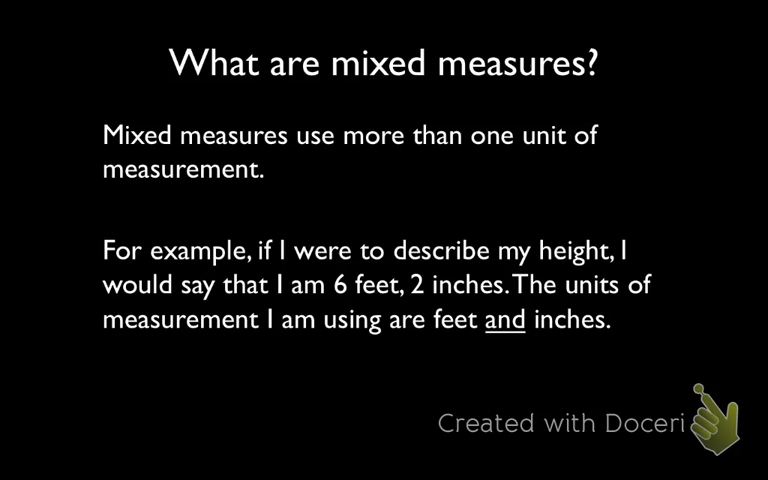 What are mixed measures?
Mixed measures use more than one unit of
measurement.
For example, if I were to describe my height, I
would say that I am 6 feet, 2 inches. The units of
measurement I am using are feet and inches.
Created with Doceri